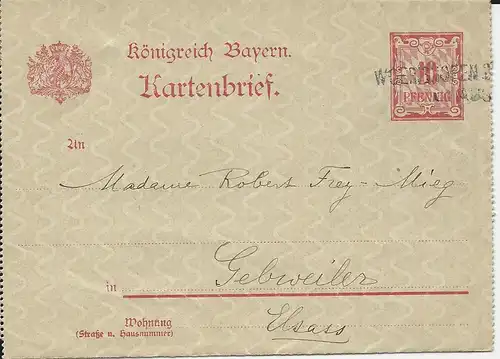 Königreich Bayern.
Kartenbrief.
10
PFENNIG
An
Madame Robert Frey-Mieg
in Gebweiler
Wohnung
(Straße u. Hausnummer)
Elsass